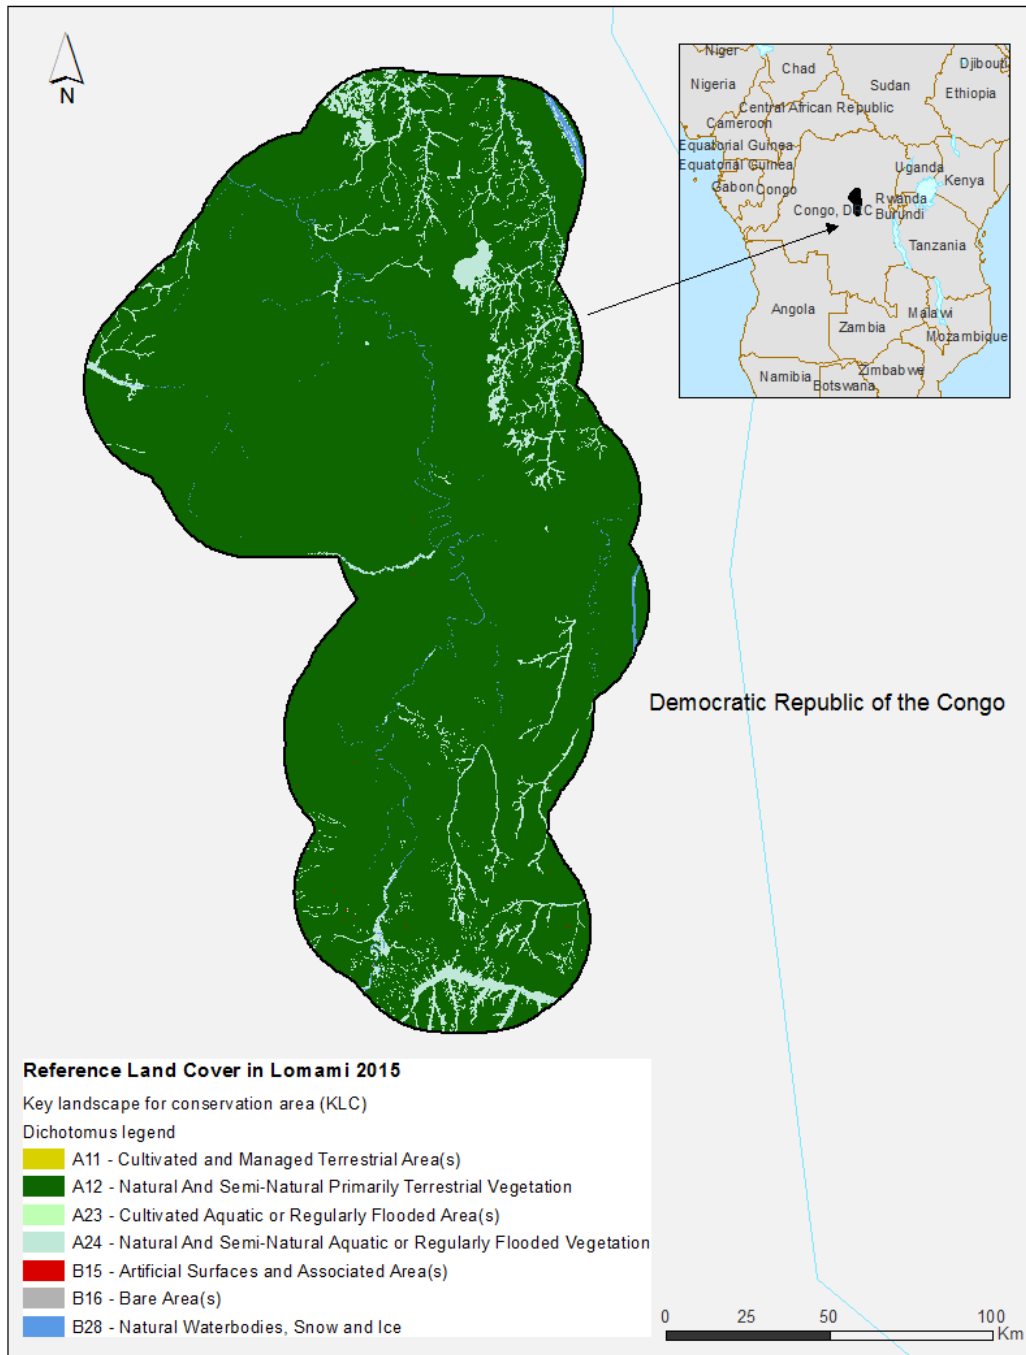 N
Niger
Chad
Sudan
Djibouti
Nigeria
Ethiopia
Central African Republic
Cameroon
Equatorial Guinea
Equatorial Guinea
Uganda
Kenya
Gabon
Congo
Rwanda
Congo, DRC
Burundi
Tanzania
Angola
Malawi
Zambia
Mozambique
Zimbabwe
Namibia
Botswana
Democratic Republic of the Congo
Reference Land Cover in Lomami 2015
Key landscape for conservation area (KLC)
Dichotomus legend
A11 - Cultivated and Managed Terrestrial Area(s)
A12 - Natural And Semi-Natural Primarily Terrestrial Vegetation
A23 - Cultivated Aquatic or Regularly Flooded Area(s)
A24 - Natural And Semi-Natural Aquatic or Regularly Flooded Vegetation
B15 - Artificial Surfaces and Associated Area(s)
B16 - Bare Area(s)
B28 - Natural Waterbodies, Snow and Ice
0 25 50 100
Km